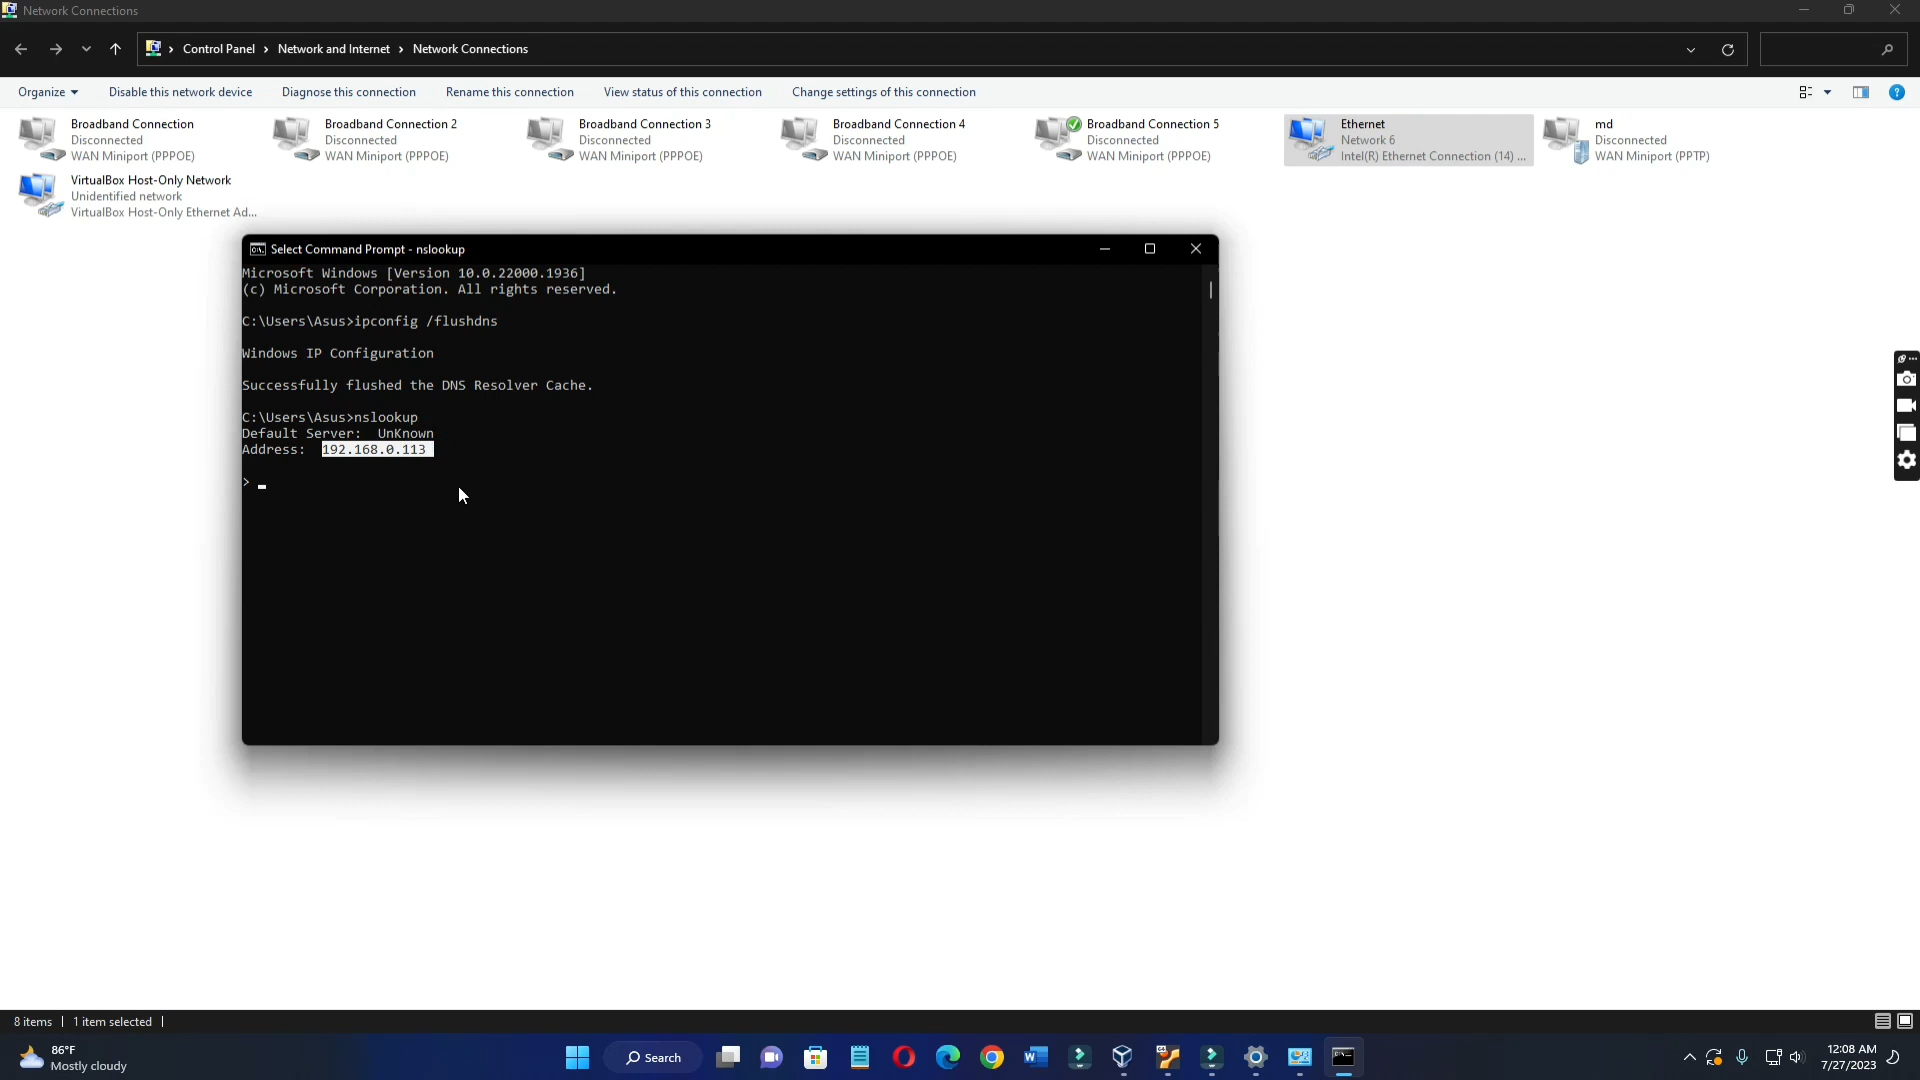 Network Connections
Control Panel > Network and Internet > Network Connections
Organize Disable this network device Diagnose this connection Rename this connection View status of this connection Change settings of this connection
Broadband Connection
Disconnected
WAN Miniport (PPPOE)
Broadband Connection 2
Disconnected
WAN Miniport (PPPOE)
Broadband Connection 3
Disconnected
WAN Miniport (PPPOE)
Broadband Connection 4
Disconnected
WAN Miniport (PPPOE)
Broadband Connection 5
Disconnected
WAN Miniport (PPPOE)
Ethernet
Network 6
Intel(R) Ethernet Connection (14) ...
md
Disconnected
WAN Miniport (PPTP)
VirtualBox Host-Only Network
Unidentified network
VirtualBox Host-Only Ethernet Ad...
Select Command Prompt - nslookup
Microsoft Windows [Version 10.0.22000.1936]
(c) Microsoft Corporation. All rights reserved.
C:\Users\Asus>ipconfig /flushdns
Windows IP Configuration
Successfully flushed the DNS Resolver Cache.
C:\Users\Asus>nslookup
Default Server:  UnKnown
Address:  192.168.0.113
>
8 items | 1 item selected |
86°F
Mostly cloudy
Search
12:08 AM
7/27/2023